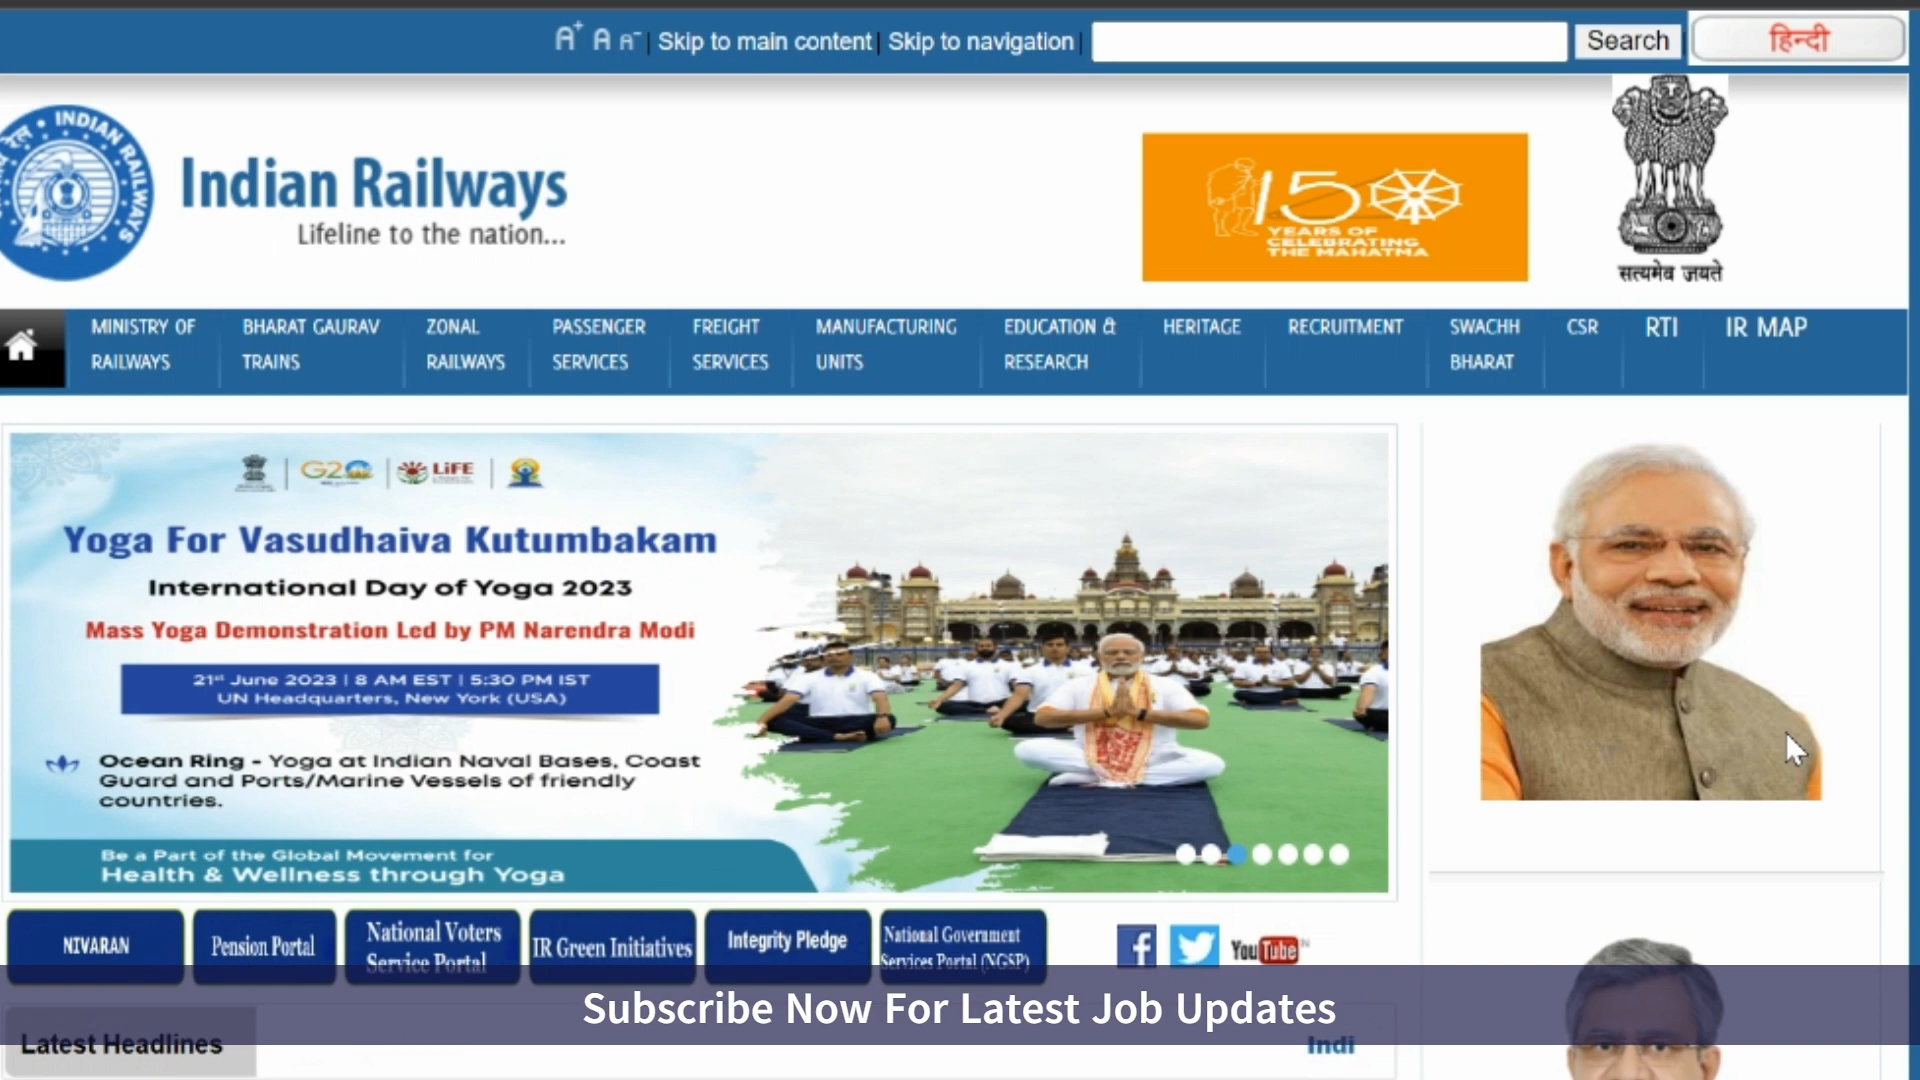 A+ A A- | Skip to main content | Skip to navigation | Search हिन्दी
INDIAN RAILWAYS
Indian Railways
Lifeline to the nation...
150
YEARS OF
CELEBRATING
THE MAHATMA
सत्यमेव जयते
MINISTRY OF RAILWAYS
BHARAT GAURAV TRAINS
ZONAL RAILWAYS
PASSENGER SERVICES
FREIGHT SERVICES
MANUFACTURING UNITS
EDUCATION & RESEARCH
HERITAGE
RECRUITMENT
SWACHH BHARAT
CSR
RTI
IR MAP
G20
LiFE
Yoga For Vasudhaiva Kutumbakam
International Day of Yoga 2023
Mass Yoga Demonstration Led by PM Narendra Modi
21st June 2023 | 8 AM EST | 5:30 PM IST
UN Headquarters, New York (USA)
Ocean Ring - Yoga at Indian Naval Bases, Coast
Guard and Ports/Marine Vessels of friendly
countries.
Be a Part of the Global Movement for
Health & Wellness through Yoga
NIVARAN
Pension Portal
National Voters
Service Portal
IR Green Initiatives
Integrity Pledge
National Government
Services Portal (NGSP)
f
YouTube
Subscribe Now For Latest Job Updates
Latest Headlines
Indi